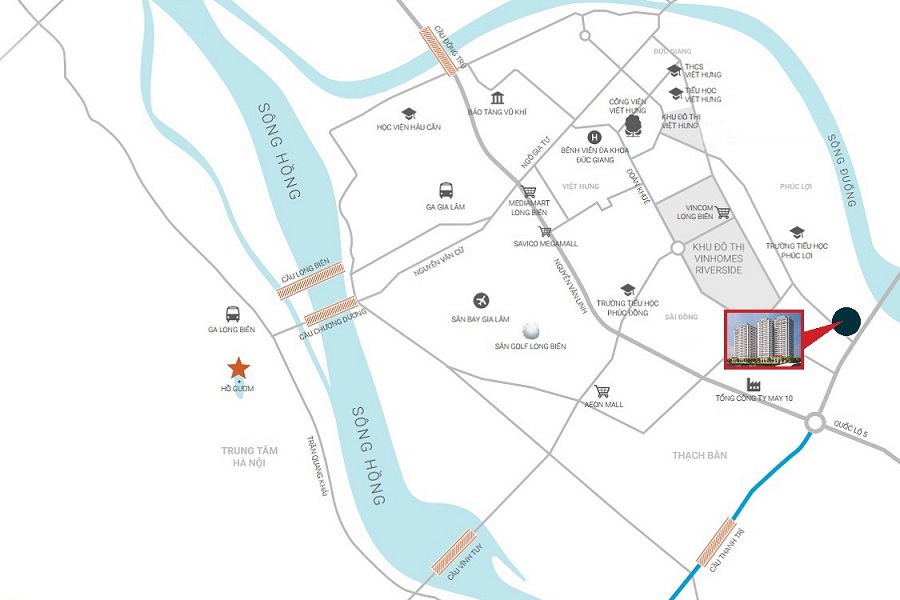 CẦU ĐÔNG TRÙ
ĐỨC GIANG
THCS
VIỆT HƯNG
TIỂU HỌC
VIỆT HƯNG
BẢO TÀNG VŨ KHÍ
CÔNG VIÊN
VIỆT HƯNG
KHU ĐÔ THỊ
VIỆT HƯNG
HỌC VIỆN HẬU CẦN
SÔNG HỒNG
NGÔ GIA TỰ
H
BỆNH VIỆN ĐA KHOA
ĐỨC GIANG
SÔNG ĐUỐNG
VIỆT HƯNG
ĐOÀN KHUÊ
PHÚC LỢI
GA GIA LÂM
MEDIAMART
LONG BIÊN
VINCOM
LONG BIÊN
SAVICO MEGAMALL
TRƯỜNG TIỂU HỌC
PHÚC LỢI
KHU ĐÔ THỊ
VINHOMES
RIVERSIDE
NGUYỄN VĂN CỪ
NGUYỄN VĂN LINH
CẦU LONG BIÊN
TRƯỜNG TIỂU HỌC
PHÚC ĐỒNG
SÀI ĐỒNG
SÂN BAY GIA LÂM
CẦU CHƯƠNG DƯƠNG
GA LONG BIÊN
SÂN GOLF LONG BIÊN
HỒ GƯƠM
AEON MALL
TỔNG CÔNG TY MAY 10
QUỐC LỘ 5
TRUNG TÂM
HÀ NỘI
TRẦN QUANG KHẢI
SÔNG HỒNG
THẠCH BÀN
CẦU VĨNH TUY
CẦU THANH TRÌ